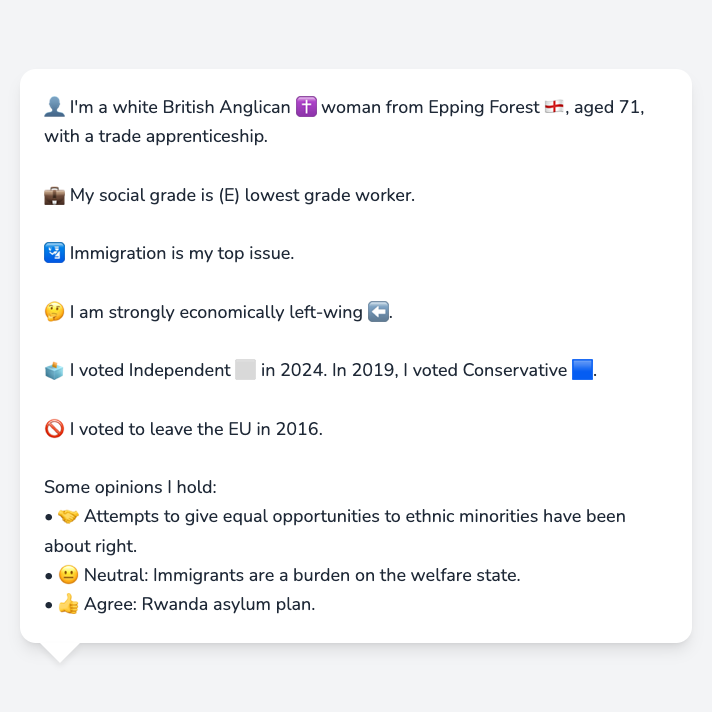 👤 I'm a white British Anglican ✝️ woman from Epping Forest 🏴󠁧󠁢󠁥󠁮󠁧󠁿, aged 71,
with a trade apprenticeship.
💼 My social grade is (E) lowest grade worker.
🛂 Immigration is my top issue.
🤔 I am strongly economically left-wing ⬅️.
🗳️ I voted Independent ⬜ in 2024. In 2019, I voted Conservative 🟦.
🚫 I voted to leave the EU in 2016.
Some opinions I hold:
• 🤝 Attempts to give equal opportunities to ethnic minorities have been
about right.
• 😐 Neutral: Immigrants are a burden on the welfare state.
• 👍 Agree: Rwanda asylum plan.